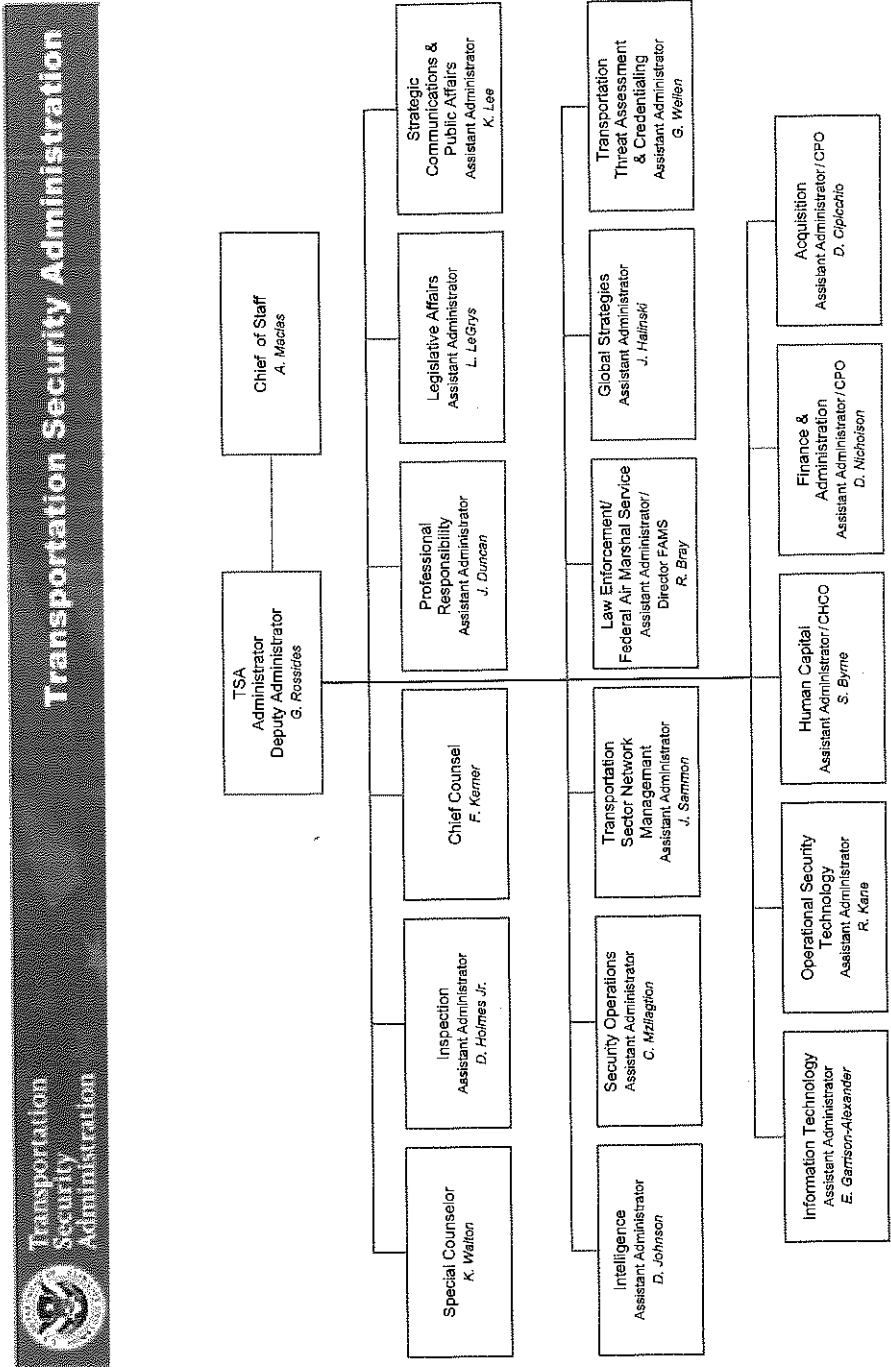 Transportation
Security
Administration
Transportation Security Administration
TSA
Administrator
Deputy Administrator
G. Rossides
Chief of Staff
A. Macias
Special Counselor
K. Walton
Inspection
Assistant Administrator
D. Holmes Jr.
Chief Counsel
F. Kerner
Professional
Responsibility
Assistant Administrator
J. Duncan
Legislative Affairs
Assistant Administrator
L. LeGrys
Strategic
Communications &
Public Affairs
Assistant Administrator
K. Lee
Intelligence
Assistant Administrator
D. Johnson
Security Operations
Assistant Administrator
C. Mzilagtion
Transportation
Sector Network
Management
Assistant Administrator
J. Sammon
Law Enforcement/
Federal Air Marshal Service
Assistant Administrator/
Director FAMS
R. Bray
Global Strategies
Assistant Administrator
J. Halinski
Transportation
Threat Assessment
& Credentialing
Assistant Administrator
G. Wellen
Information Technology
Assistant Administrator
E. Garrison-Alexander
Operational Security
Technology
Assistant Administrator
R. Kane
Human Capital
Assistant Administrator/CHCO
S. Byrne
Finance &
Administration
Assistant Administrator/CPO
D. Nicholson
Acquisition
Assistant Administrator/CPO
D. Cipicchio